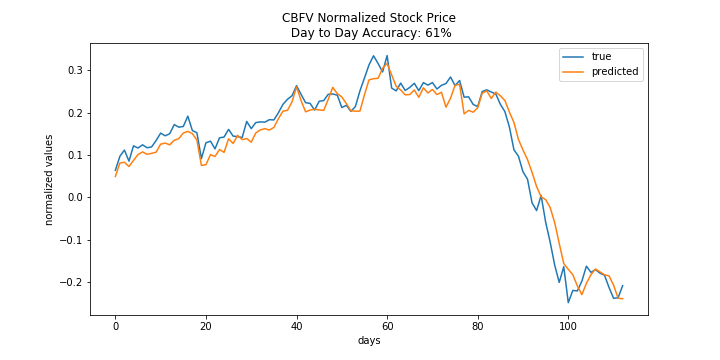 CBFV Normalized Stock Price
Day to Day Accuracy: 61%
true
predicted
normalized values
0.3
0.2
0.1
0.0
−0.1
−0.2
0 20 40 60 80 100
days